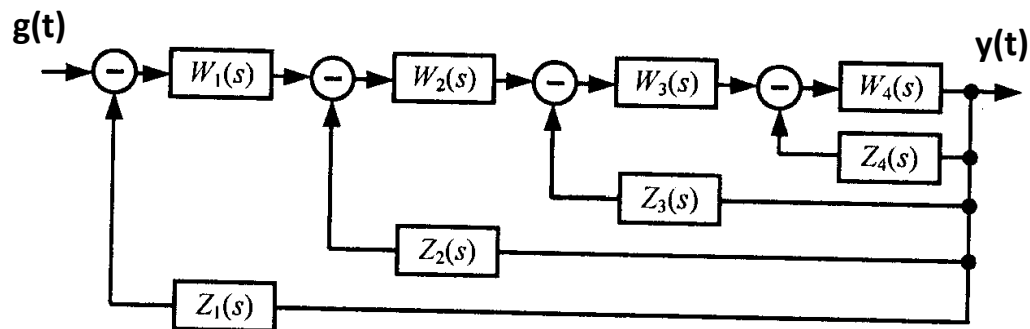 g(t)
y(t)
−
W₁(s)
−
W₂(s)
−
W₃(s)
−
W₄(s)
Z₄(s)
Z₃(s)
Z₂(s)
Z₁(s)